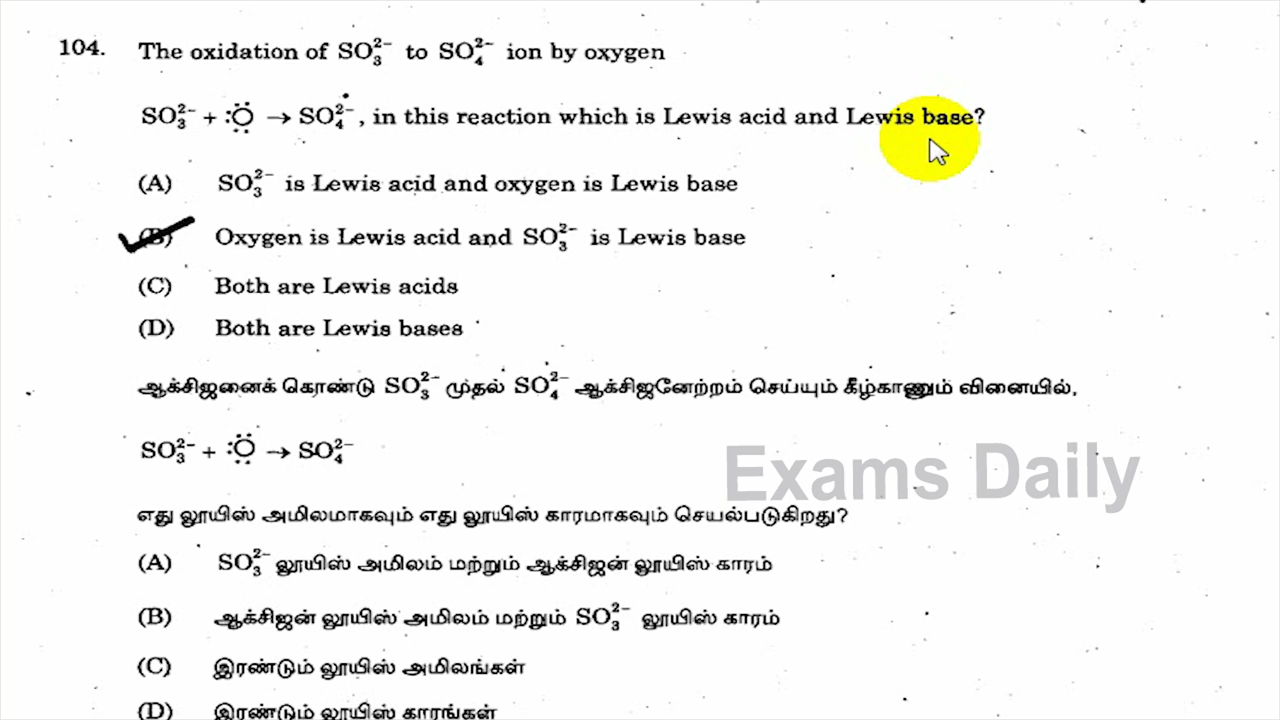 104. The oxidation of SO₃²⁻ to SO₄²⁻ ion by oxygen
SO₃²⁻ + :Ö: → SO₄²⁻, in this reaction which is Lewis acid and Lewis base?
(A) SO₃²⁻ is Lewis acid and oxygen is Lewis base
(B) Oxygen is Lewis acid and SO₃²⁻ is Lewis base
(C) Both are Lewis acids
(D) Both are Lewis bases
ஆக்சிஜனைக் கொண்டு SO₃²⁻ முதல் SO₄²⁻ ஆக்சிஜனேற்றம் செய்யும் கீழ்காணும் வினையில்,
SO₃²⁻ + :Ö → SO₄²⁻
Exams Daily
எது லூயிஸ் அமிலமாகவும் எது லூயிஸ் காரமாகவும் செயல்படுகிறது?
(A) SO₃²⁻ லூயிஸ் அமிலம் மற்றும் ஆக்சிஜன் லூயிஸ் காரம்
(B) ஆக்சிஜன் லூயிஸ் அமிலம் மற்றும் SO₃²⁻ லூயிஸ் காரம்
(C) இரண்டும் லூயிஸ் அமிலங்கள்
(D) இரண்டும் லூயிஸ் காரங்கள்